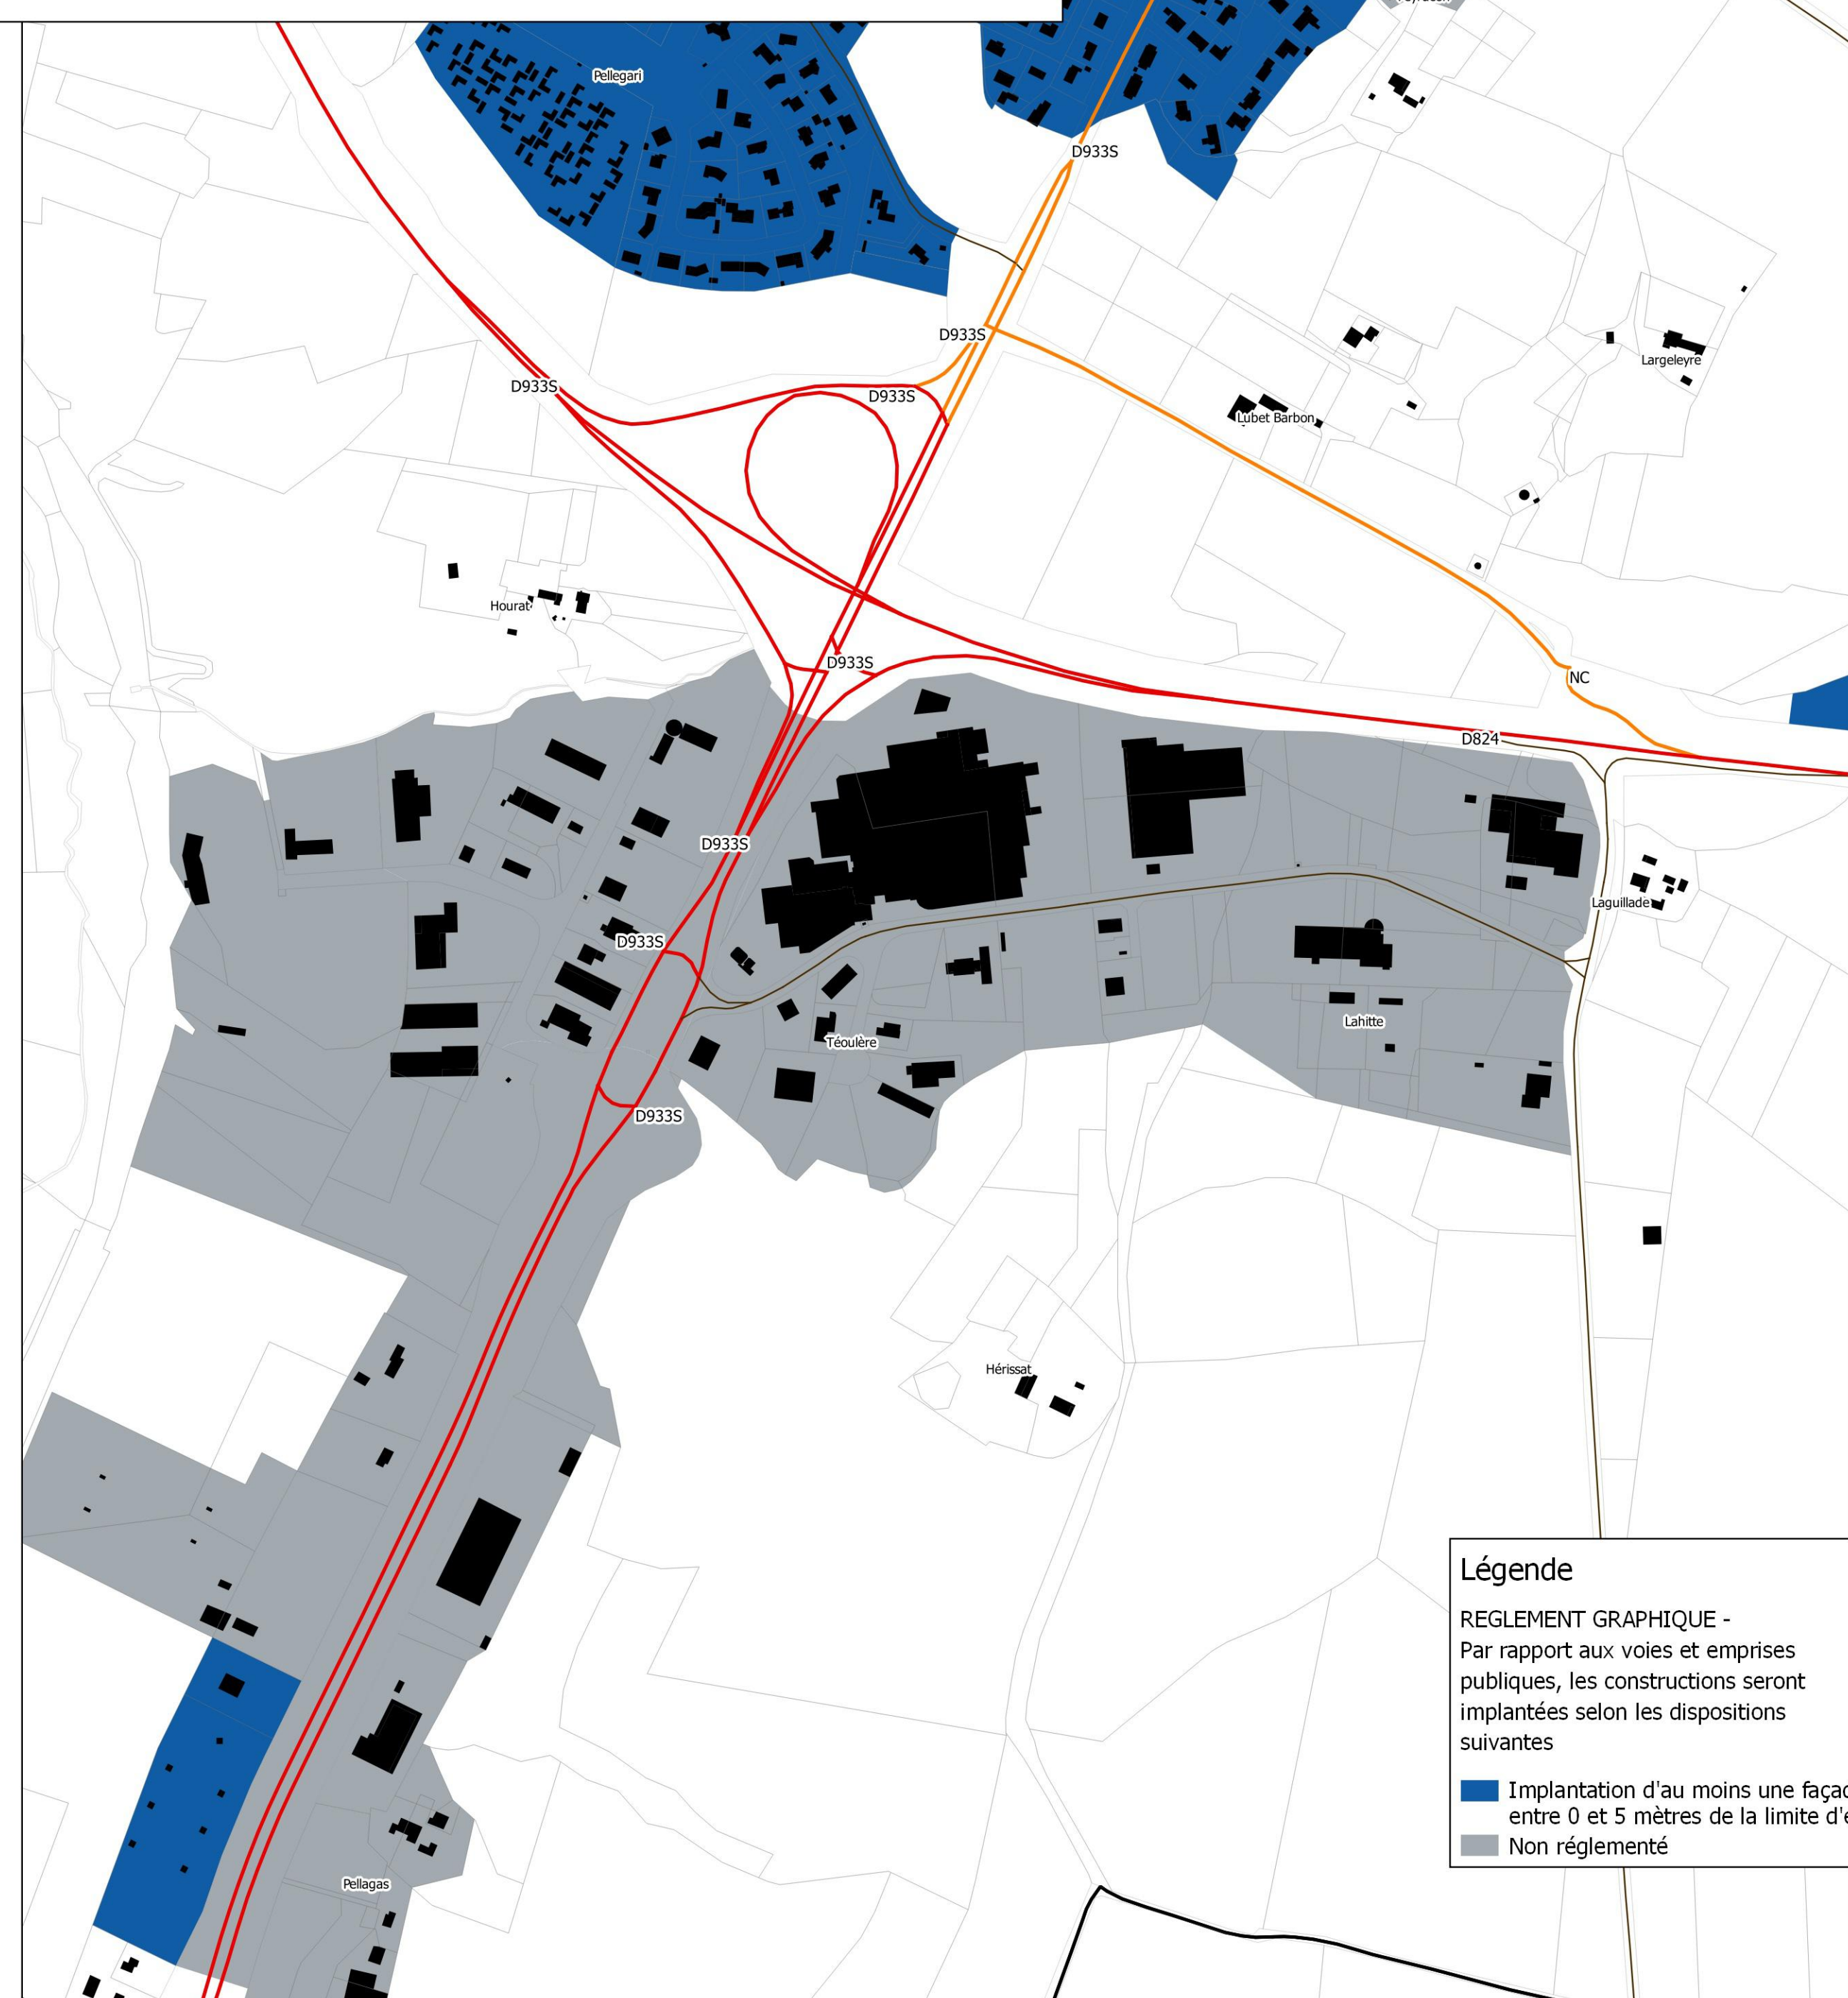 Pellegari
D933S
D933S
Largeleyre
D933S
D933S
Lubet Barbon
Hourat
D933S
NC
D824
D933S
Laguillade
D933S
Lahitte
Téoulère
D933S
Hérissat
Légende
REGLEMENT GRAPHIQUE -
Par rapport aux voies et emprises
publiques, les constructions seront
implantées selon les dispositions
suivantes
Implantation d'au moins une
entre 0 et 5 mètres de la limite
Non réglementé
Pellagas